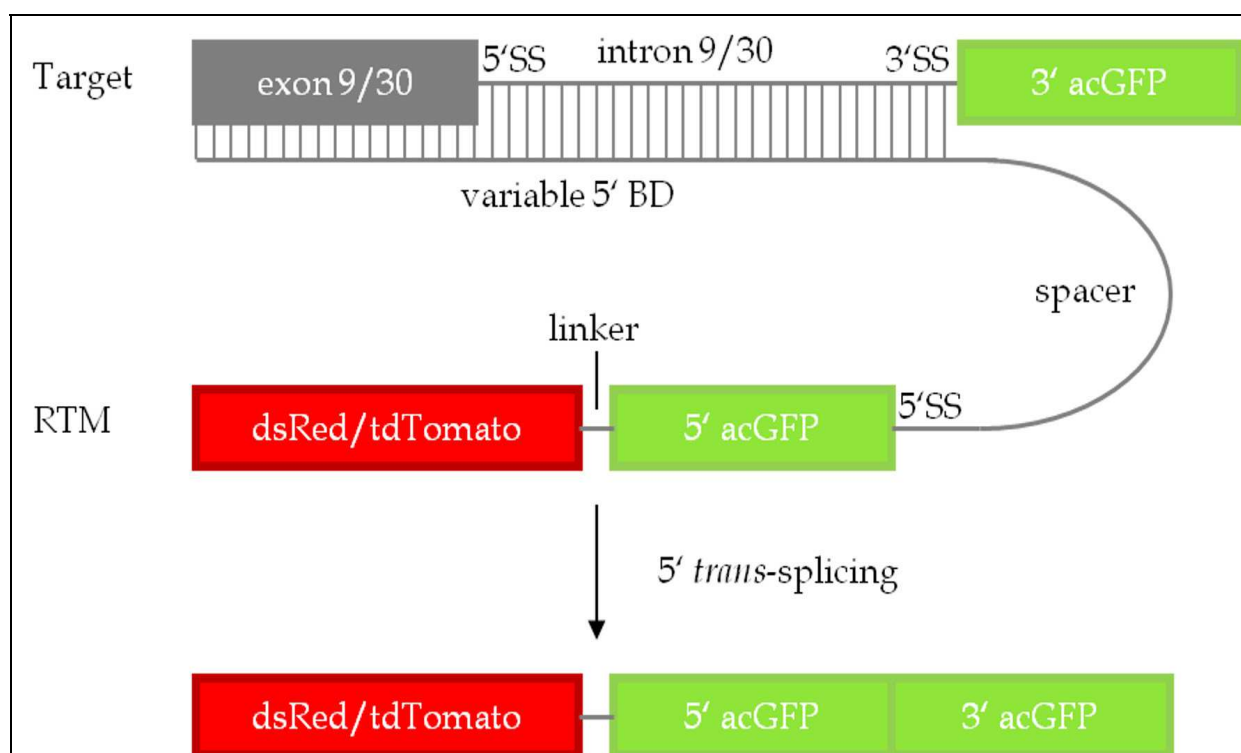 Target
exon 9/30
5‘SS
intron 9/30
3‘SS
3‘ acGFP
variable 5‘ BD
spacer
linker
RTM
dsRed/tdTomato
5‘ acGFP
5‘SS
5‘ trans-splicing
dsRed/tdTomato
5‘ acGFP
3‘ acGFP